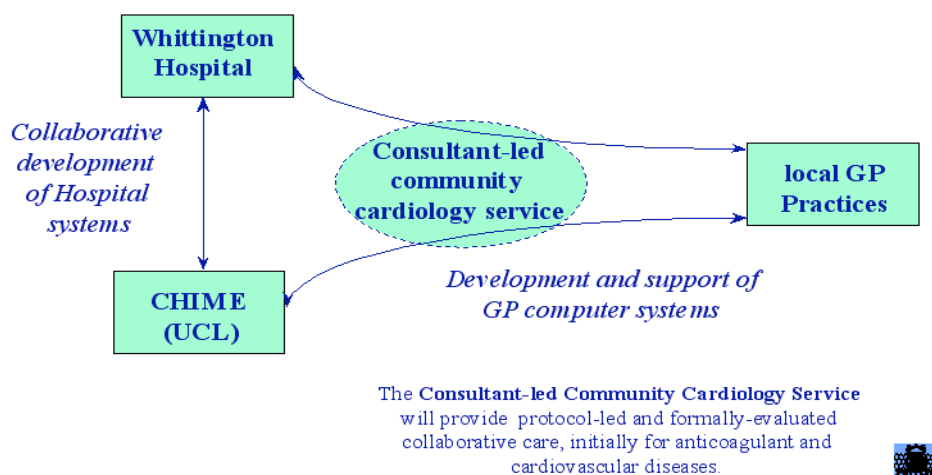 Whittington
Hospital
Collaborative
development
of Hospital
systems
Consultant-led
community
cardiology service
local GP
Practices
CHIME
(UCL)
Development and support of
GP computer systems
The Consultant-led Community Cardiology Service
will provide protocol-led and formally-evaluated
collaborative care, initially for anticoagulant and
cardiovascular diseases.